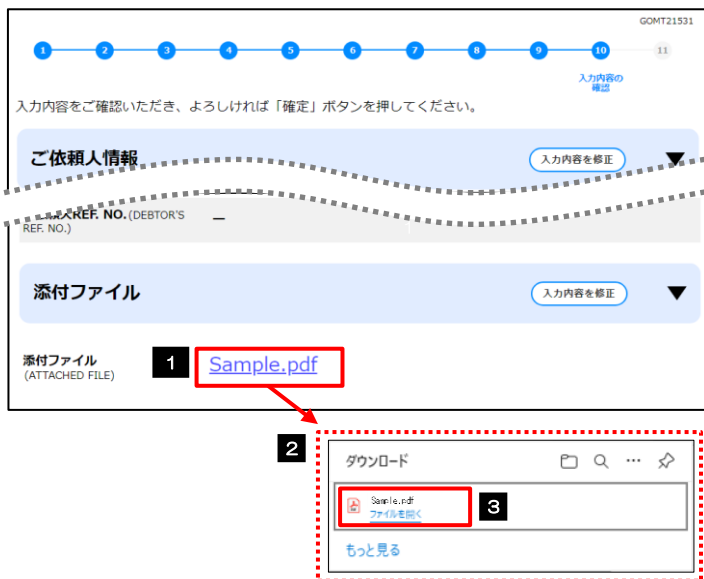 GOMT21531
1 2 3 4 5 6 7 8 9 10 11
入力内容の
確認
入力内容をご確認いただき、よろしければ「確定」ボタンを押してください。
ご依頼人情報 入力内容を修正 ▼
REF. NO.(DEBTOR'S ー
REF. NO.)
添付ファイル 入力内容を修正 ▼
添付ファイル 1 Sample.pdf
(ATTACHED FILE)
2
ダウンロード ...
Sample.pdf 3
ファイルを開く
もっと見る